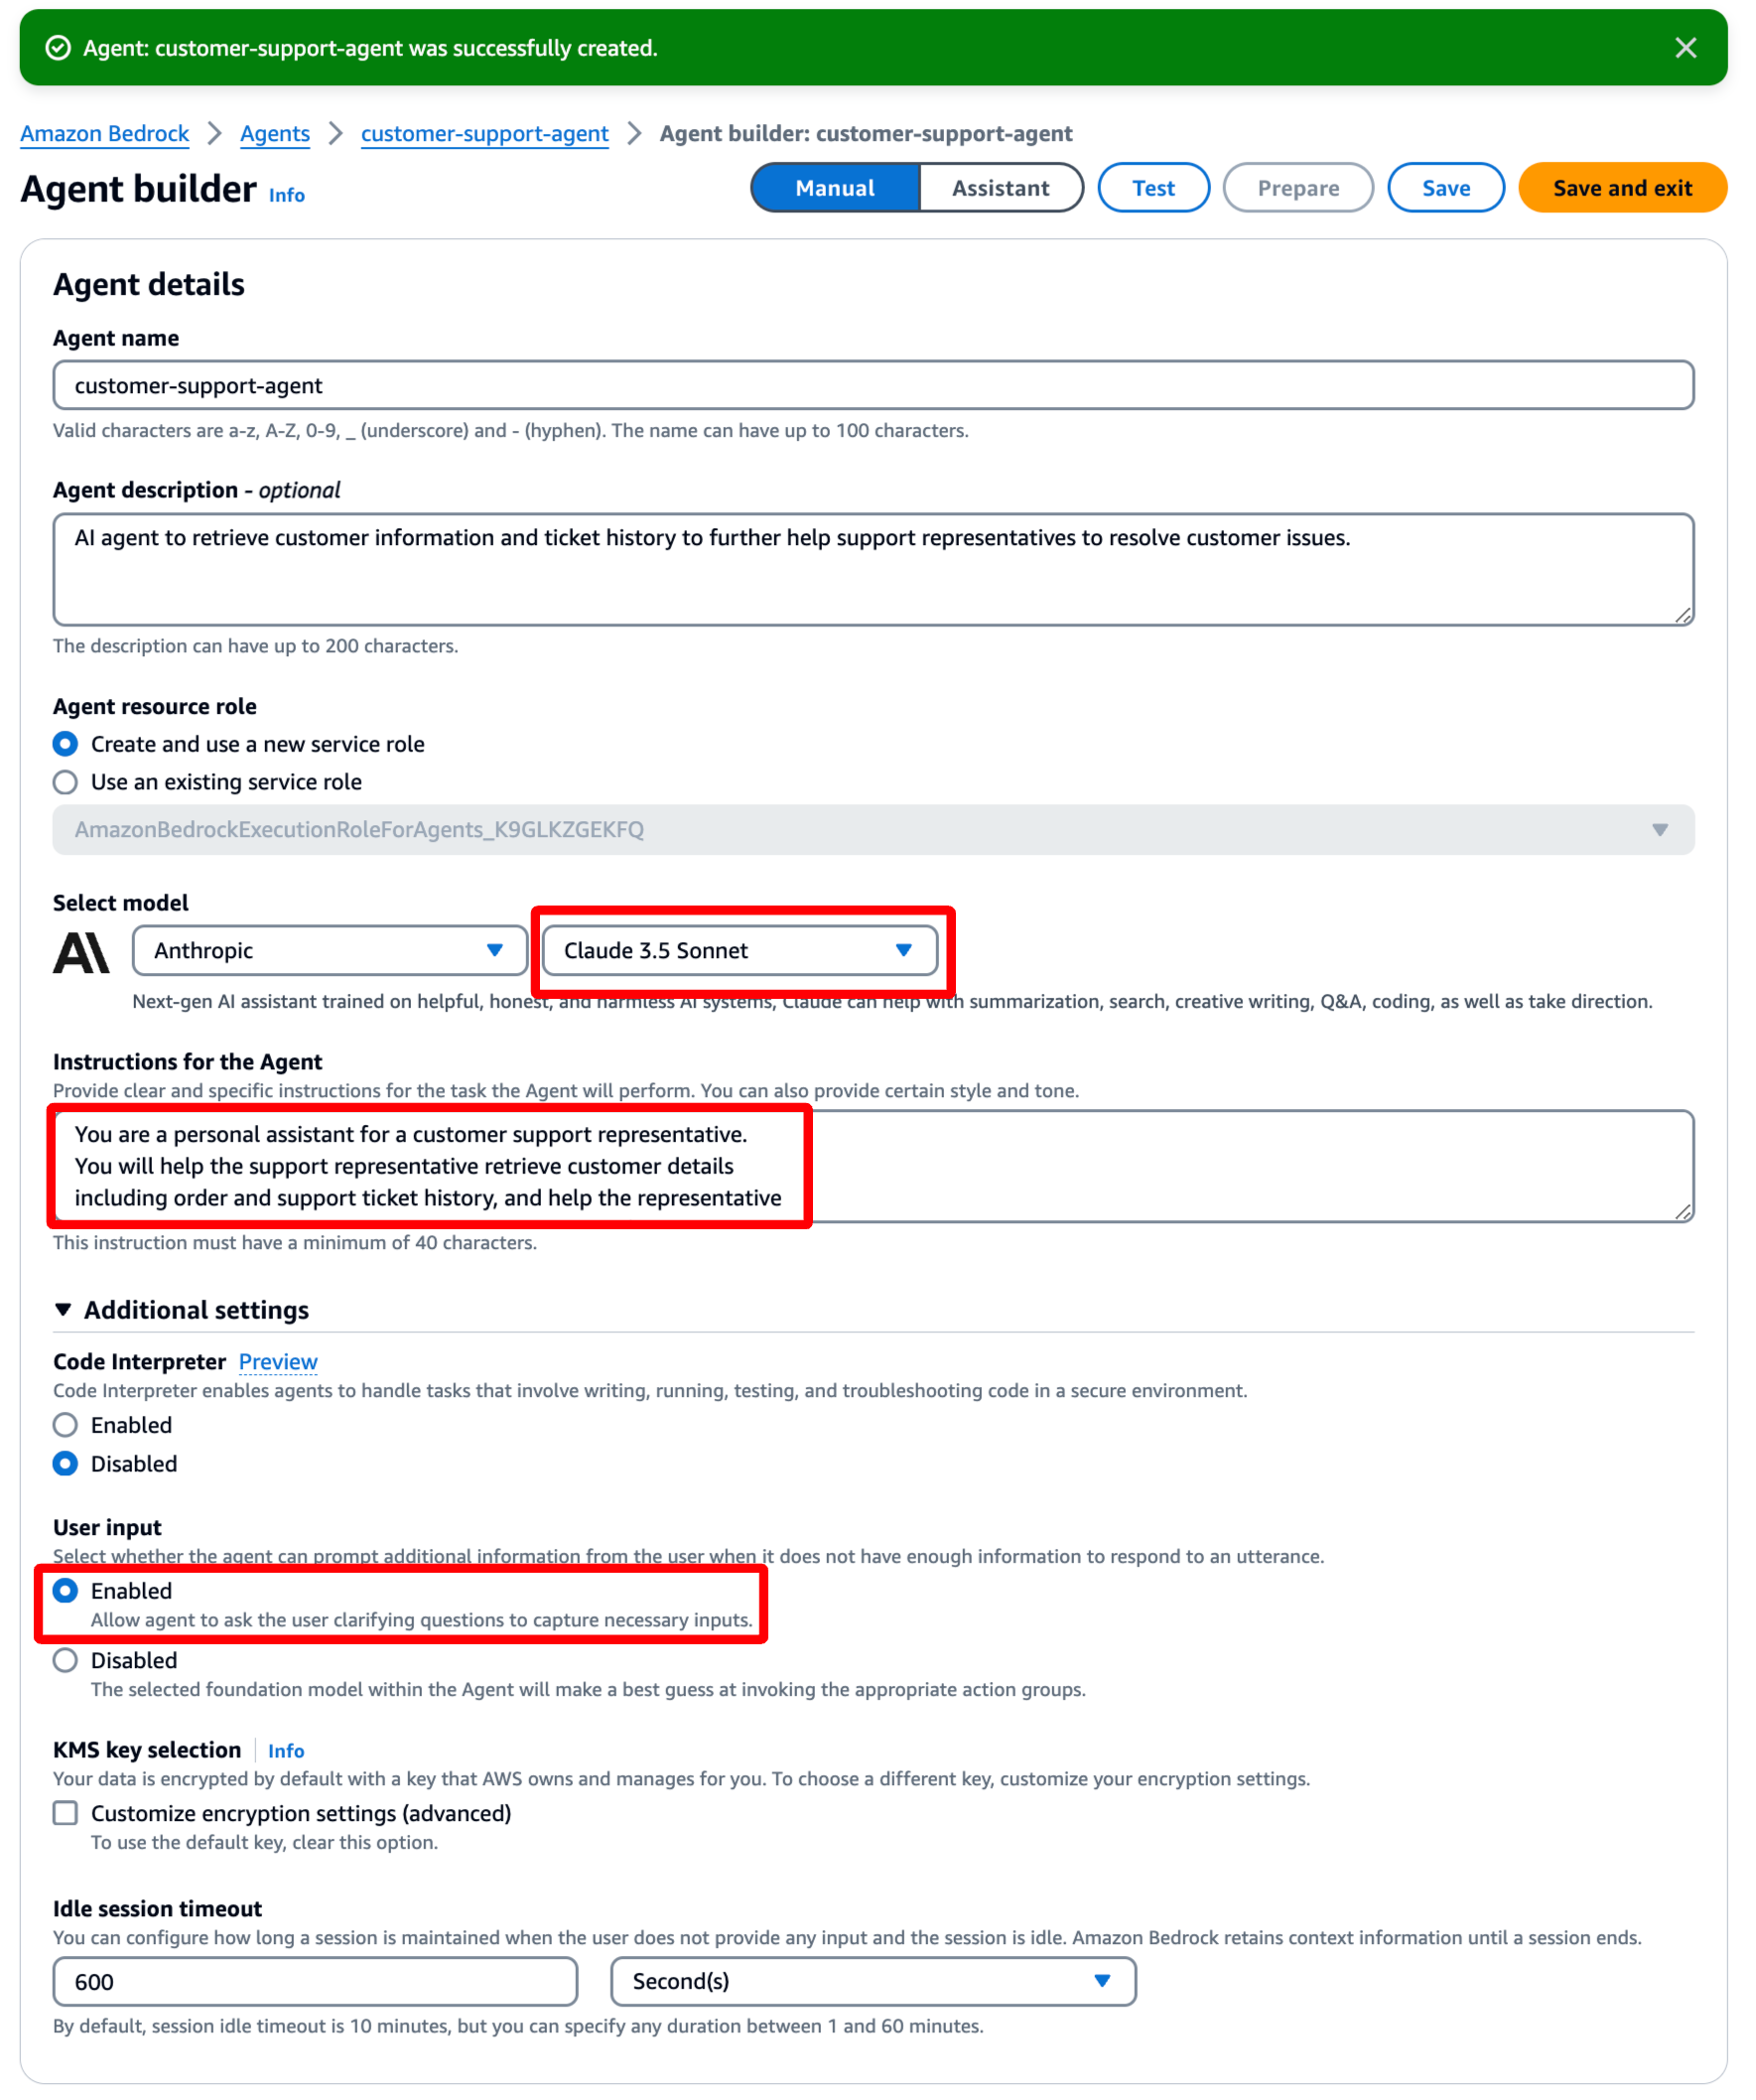 Agent: customer-support-agent was successfully created.
Amazon Bedrock > Agents > customer-support-agent > Agent builder: customer-support-agent
Agent builder Info
Manual Assistant Test Prepare Save Save and exit
Agent details
Agent name
customer-support-agent
Valid characters are a-z, A-Z, 0-9, _ (underscore) and - (hyphen). The name can have up to 100 characters.
Agent description - optional
AI agent to retrieve customer information and ticket history to further help support representatives to resolve customer issues.
The description can have up to 200 characters.
Agent resource role
Create and use a new service role
Use an existing service role
AmazonBedrockExecutionRoleForAgents_K9GLKZGEKFQ
Select model
Anthropic Claude 3.5 Sonnet
Next-gen AI assistant trained on helpful, honest, and harmless AI systems, Claude can help with summarization, search, creative writing, Q&A, coding, as well as take direction.
Instructions for the Agent
Provide clear and specific instructions for the task the Agent will perform. You can also provide certain style and tone.
You are a personal assistant for a customer support representative.
You will help the support representative retrieve customer details
including order and support ticket history, and help the representative
This instruction must have a minimum of 40 characters.
Additional settings
Code Interpreter Preview
Code Interpreter enables agents to handle tasks that involve writing, running, testing, and troubleshooting code in a secure environment.
Enabled
Disabled
User input
Select whether the agent can prompt additional information from the user when it does not have enough information to respond to an utterance.
Enabled
Allow agent to ask the user clarifying questions to capture necessary inputs.
Disabled
The selected foundation model within the Agent will make a best guess at invoking the appropriate action groups.
KMS key selection Info
Your data is encrypted by default with a key that AWS owns and manages for you. To choose a different key, customize your encryption settings.
Customize encryption settings (advanced)
To use the default key, clear this option.
Idle session timeout
You can configure how long a session is maintained when the user does not provide any input and the session is idle. Amazon Bedrock retains context information until a session ends.
600 Second(s)
By default, session idle timeout is 10 minutes, but you can specify any duration between 1 and 60 minutes.